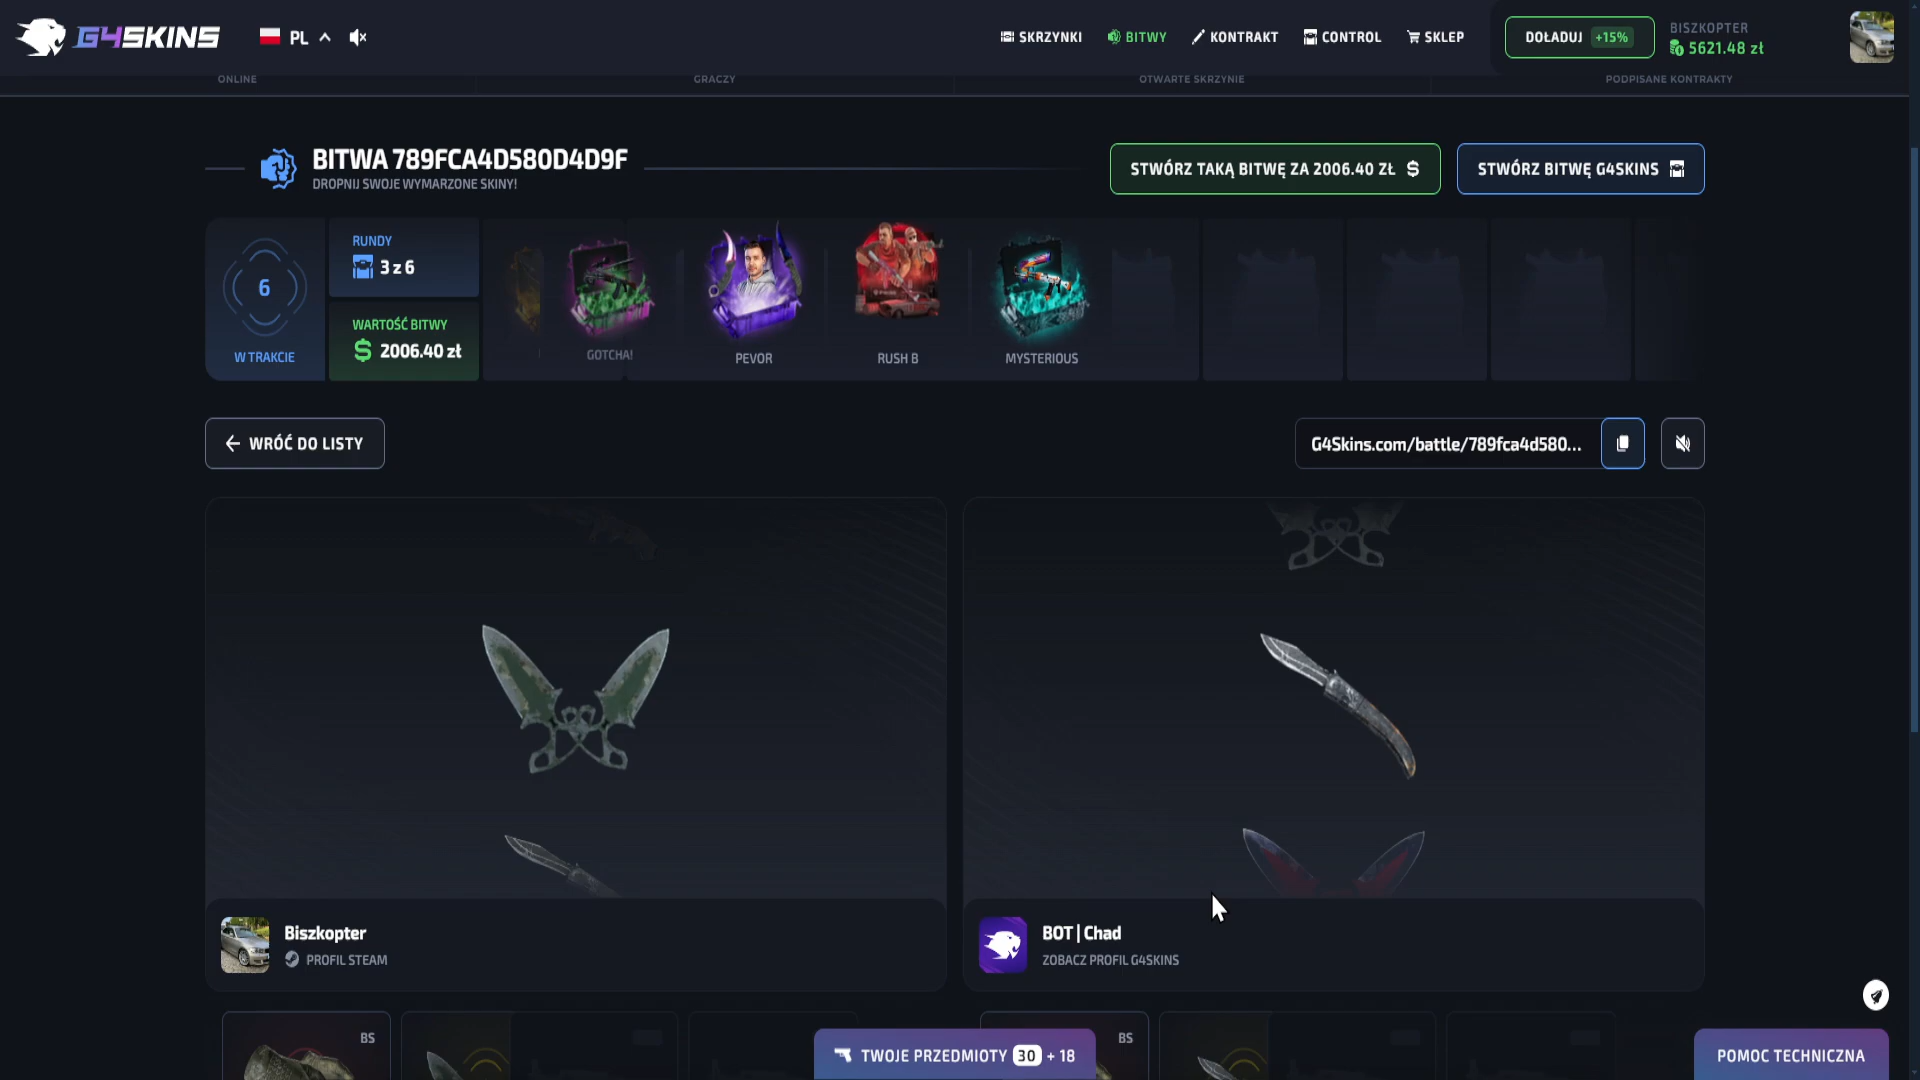 G4SKINS
PL
SKRZYNKI
BITWY
KONTRAKT
CONTROL
SKLEP
DOŁADUJ +15%
BISZKOPTER
5621.48 zł
ONLINE
GRACZY
OTWARTE SKRZYNIE
PODPISANE KONTRAKTY
BITWA 789FCA4D580D4D9F
DROPNIJ SWOJE WYMARZONE SKINY!
STWÓRZ TAKĄ BITWĘ ZA 2006.40 ZŁ
STWÓRZ BITWĘ G4SKINS
6
W TRAKCIE
RUNDY
3 z 6
WARTOŚĆ BITWY
2006.40 zł
GOTCHA!
PEVOR
RUSH B
MYSTERIOUS
WRÓĆ DO LISTY
G4Skins.com/battle/789fca4d580...
Biszkopter
PROFIL STEAM
BOT | Chad
ZOBACZ PROFIL G4SKINS
BS
BS
TWOJE PRZEDMIOTY 30 + 18
POMOC TECHNICZNA